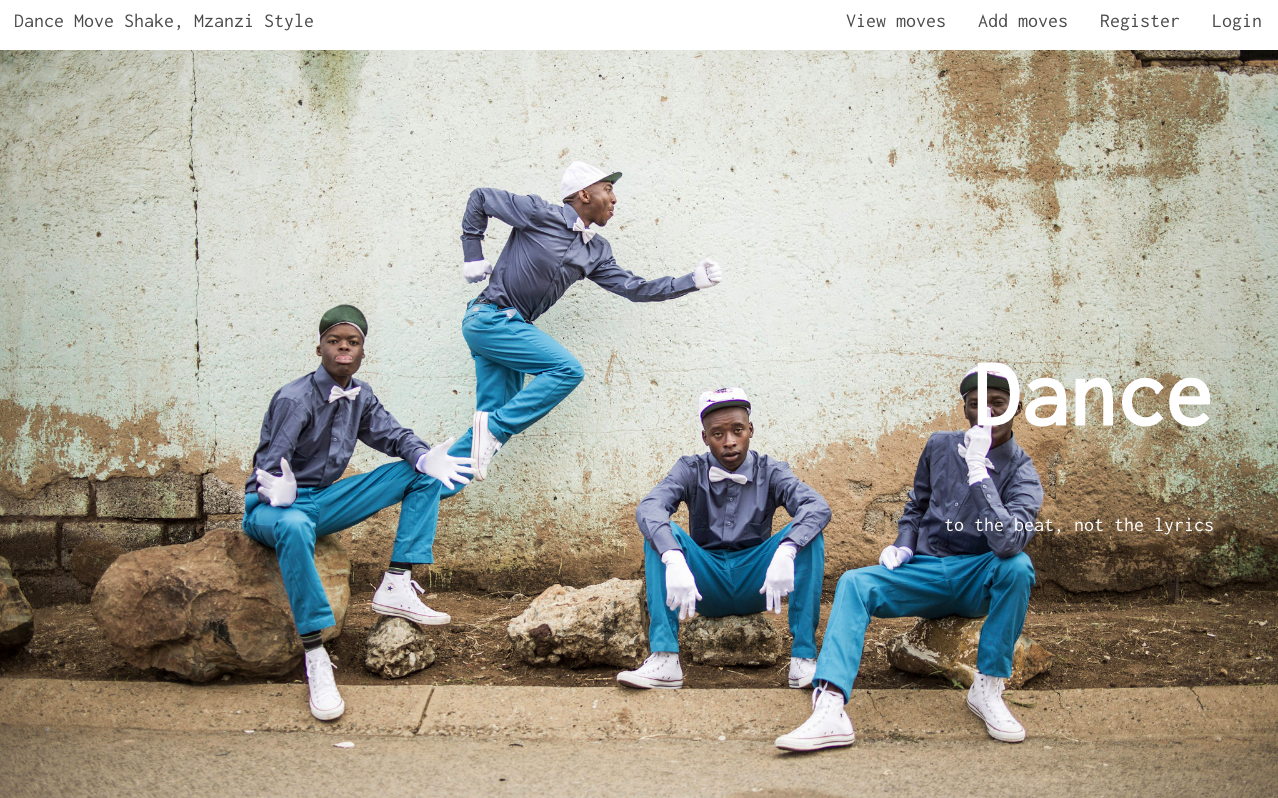 Dance Move Shake, Mzanzi Style
View moves
Add moves
Register
Login
Dance
to the beat, not the lyrics